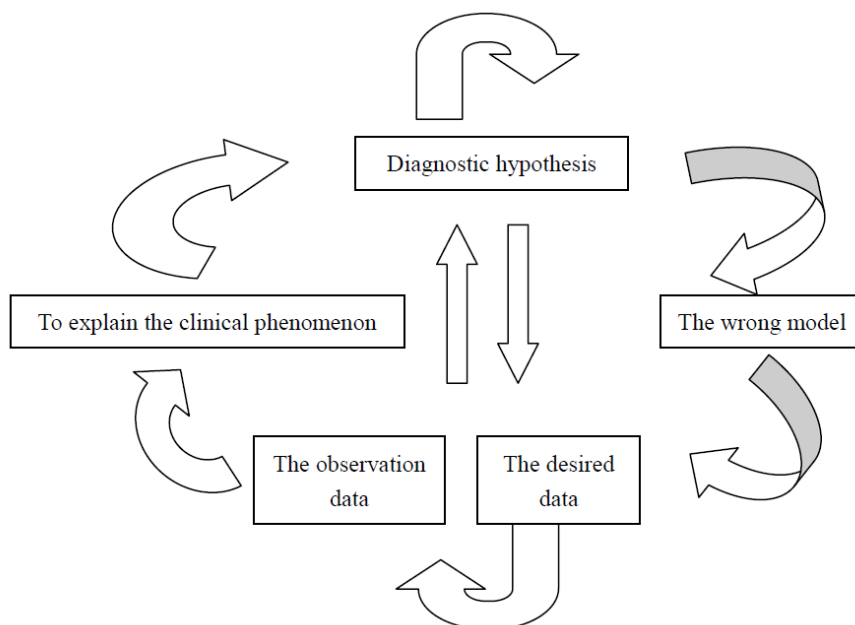 Diagnostic hypothesis
To explain the clinical phenomenon
The wrong model
The observation
data
The desired
data